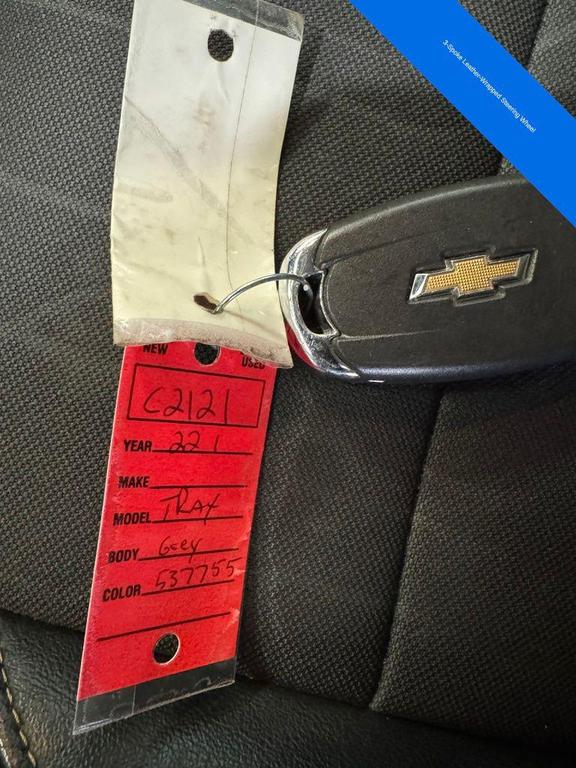 3-Spoke Leather-Wrapped Steering Wheel
NEW USED
C2121
YEAR 22
MAKE
MODEL TRAX
BODY Grey
COLOR 537755